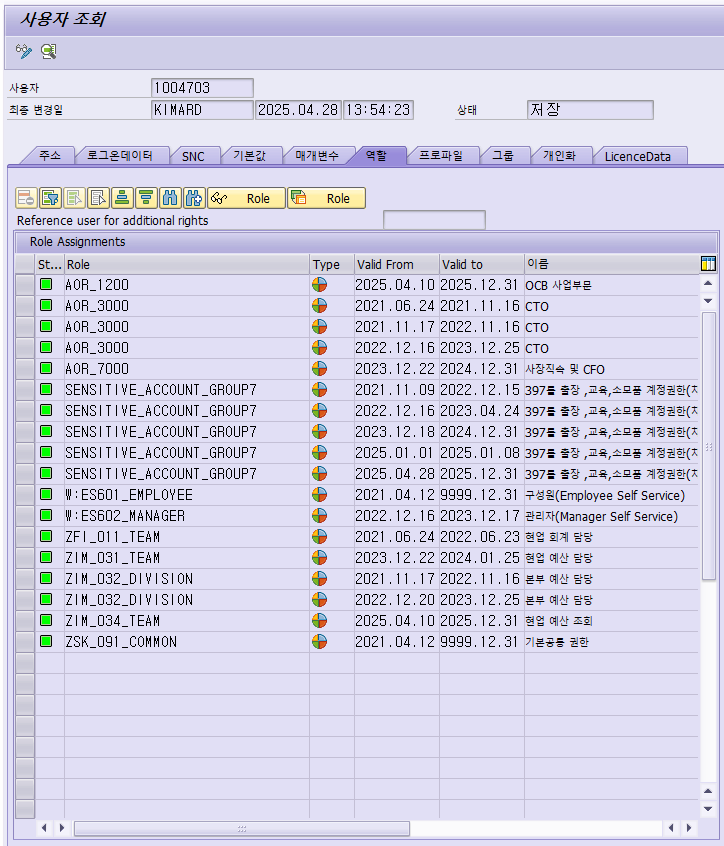 사용자 조회
사용자 1004703
최종 변경일 KIMARD 2025.04.28 13:54:23 상태 저장
주소 로그온데이터 SNC 기본값 매개변수 역할 프로파일 그룹 개인화 LicenceData
Role Role
Reference user for additional rights
Role Assignments
St... Role Type Valid From Valid to 이름
AOR_1200 2025.04.10 2025.12.31 OCB 사업부문
AOR_3000 2021.06.24 2021.11.16 CTO
AOR_3000 2021.11.17 2022.11.16 CTO
AOR_3000 2022.12.16 2023.12.25 CTO
AOR_7000 2023.12.22 2024.12.31 사장직속 및 CFO
SENSITIVE_ACCOUNT_GROUP7 2021.11.09 2022.12.15 397률 출장 ,교육,소모품 계정권한(치
SENSITIVE_ACCOUNT_GROUP7 2022.12.16 2023.04.24 397률 출장 ,교육,소모품 계정권한(치
SENSITIVE_ACCOUNT_GROUP7 2023.12.18 2024.12.31 397률 출장 ,교육,소모품 계정권한(치
SENSITIVE_ACCOUNT_GROUP7 2025.01.01 2025.01.08 397률 출장 ,교육,소모품 계정권한(치
SENSITIVE_ACCOUNT_GROUP7 2025.04.28 2025.12.31 397률 출장 ,교육,소모품 계정권한(치
W:ES601_EMPLOYEE 2021.04.12 9999.12.31 구성원(Employee Self Service)
W:ES602_MANAGER 2022.12.16 2023.12.17 관리자(Manager Self Service)
ZFI_011_TEAM 2021.06.24 2022.06.23 현업 회계 담당
ZIM_031_TEAM 2023.12.22 2024.01.25 현업 예산 담당
ZIM_032_DIVISION 2021.11.17 2022.11.16 본부 예산 담당
ZIM_032_DIVISION 2022.12.20 2023.12.25 본부 예산 담당
ZIM_034_TEAM 2025.04.10 2025.12.31 현업 예산 조회
ZSK_091_COMMON 2021.04.12 9999.12.31 기본공통 권한